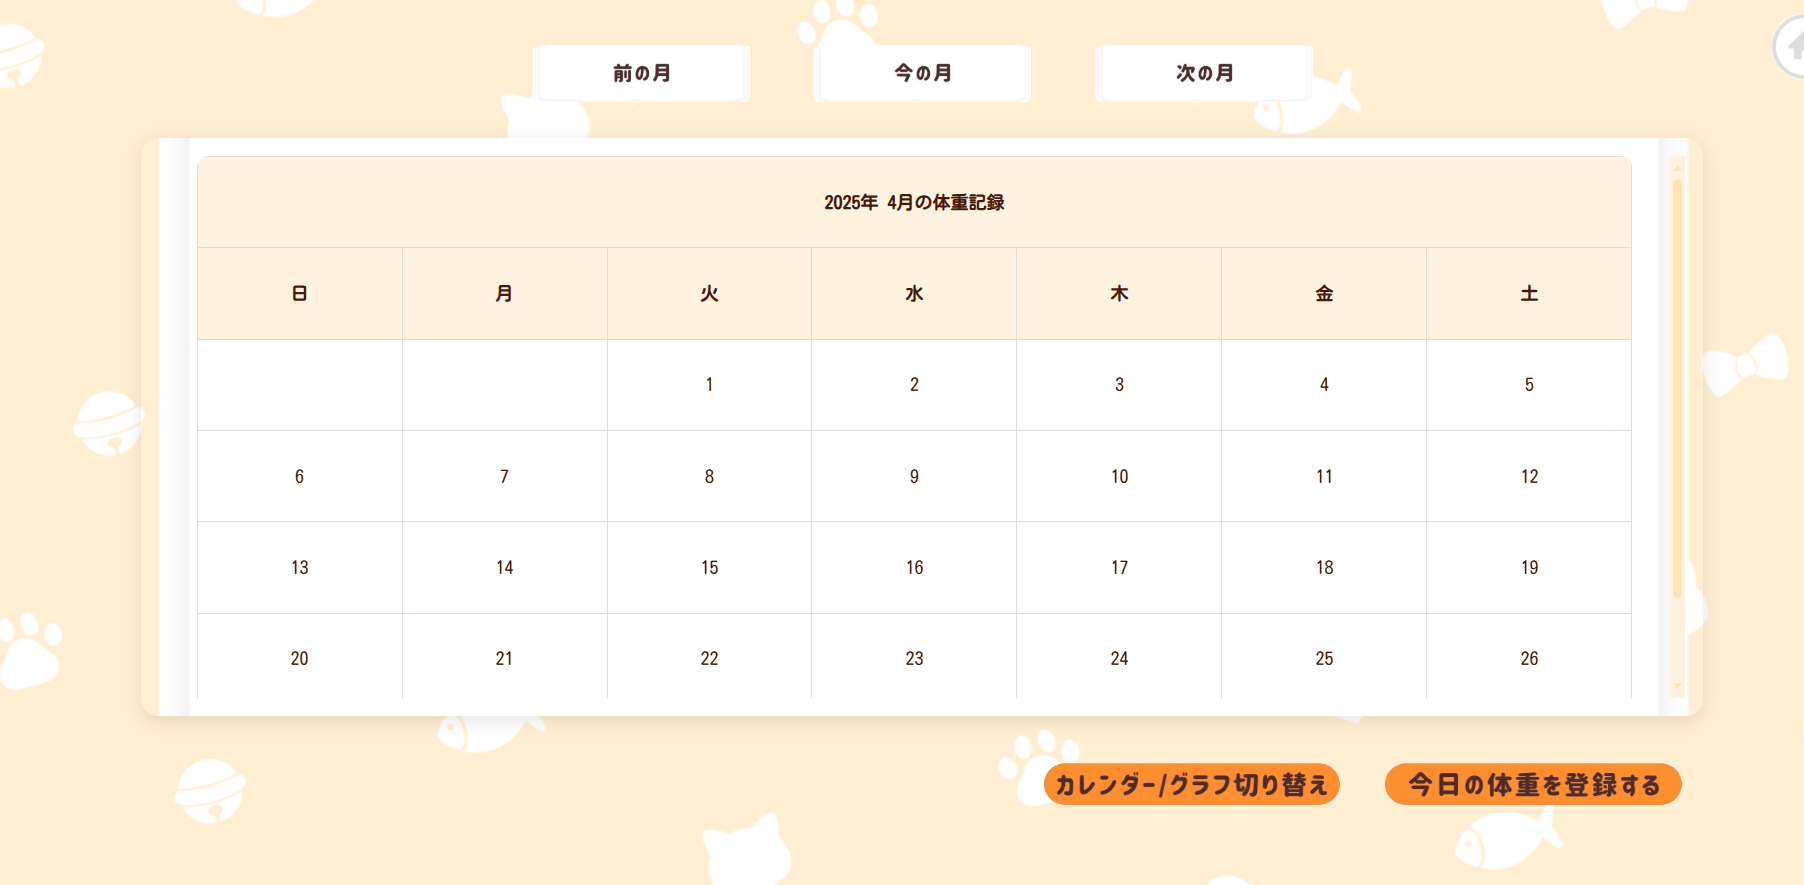 前の月 今の月 次の月
2025年 4月の体重記録
日 月 火 水 木 金 土
1 2 3 4 5
6 7 8 9 10 11 12
13 14 15 16 17 18 19
20 21 22 23 24 25 26
カレンダー/グラフ切り替え 今日の体重を登録する